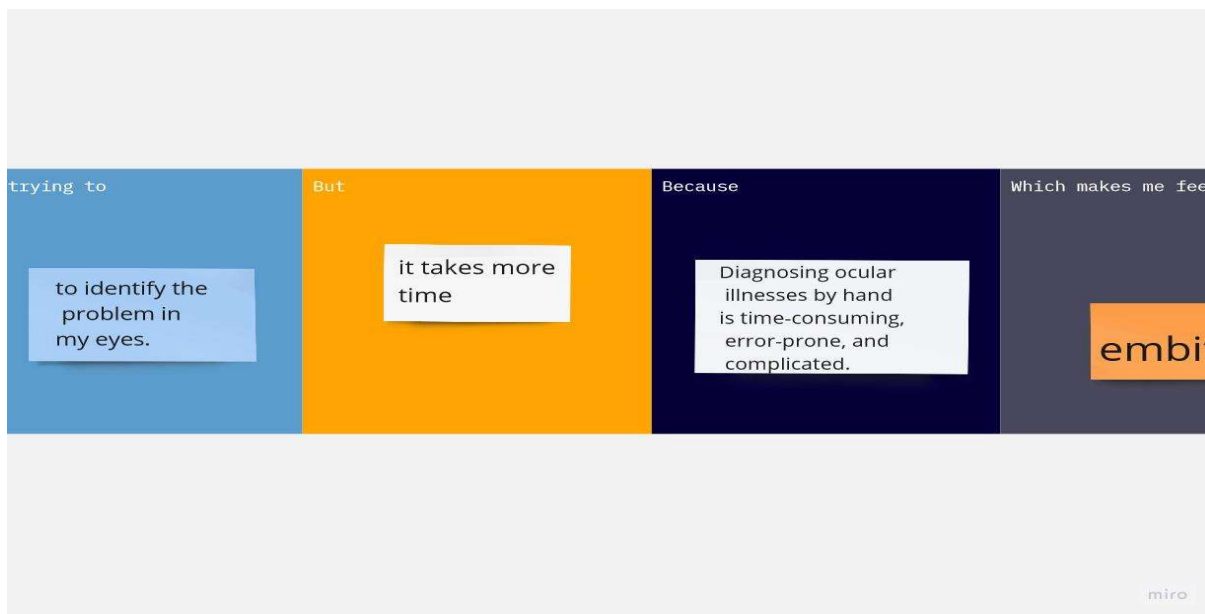 trying to
to identify the
problem in
my eyes.
But
it takes more
time
Because
Diagnosing ocular
illnesses by hand
is time-consuming,
error-prone, and
complicated.
Which makes me fee
embi
miro